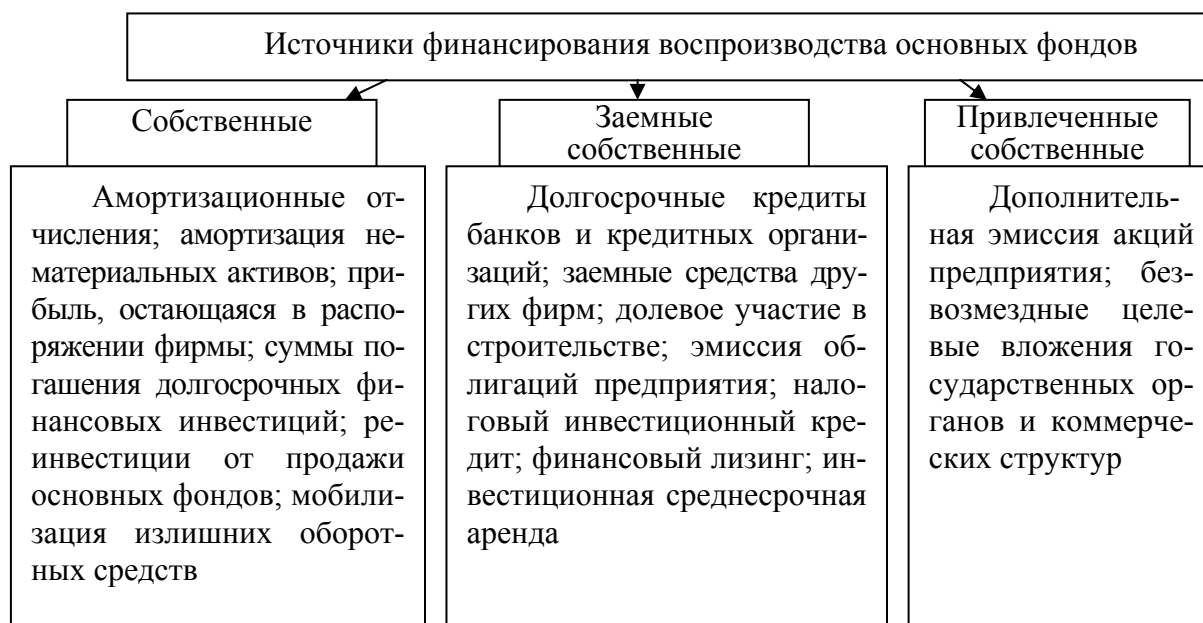 Источники финансирования воспроизводства основных фондов
Собственные
Заемные
собственные
Привлеченные
собственные
Амортизационные от-
числения; амортизация не-
материальных активов; при-
быль, остающаяся в распо-
ряжении фирмы; суммы по-
гашения долгосрочных фи-
нансовых инвестиций; ре-
инвестиции от продажи
основных фондов; мобили-
зация излишних оборот-
ных средств
Долгосрочные кредиты
банков и кредитных органи-
заций; заемные средства дру-
гих фирм; долевое участие в
строительстве; эмиссия об-
лигаций предприятия; нало-
говый инвестиционный кре-
дит; финансовый лизинг; ин-
вестиционная среднесрочная
аренда
Дополнитель-
ная эмиссия акций
предприятия; без-
возмездные целе-
вые вложения го-
сударственных ор-
ганов и коммерче-
ских структур